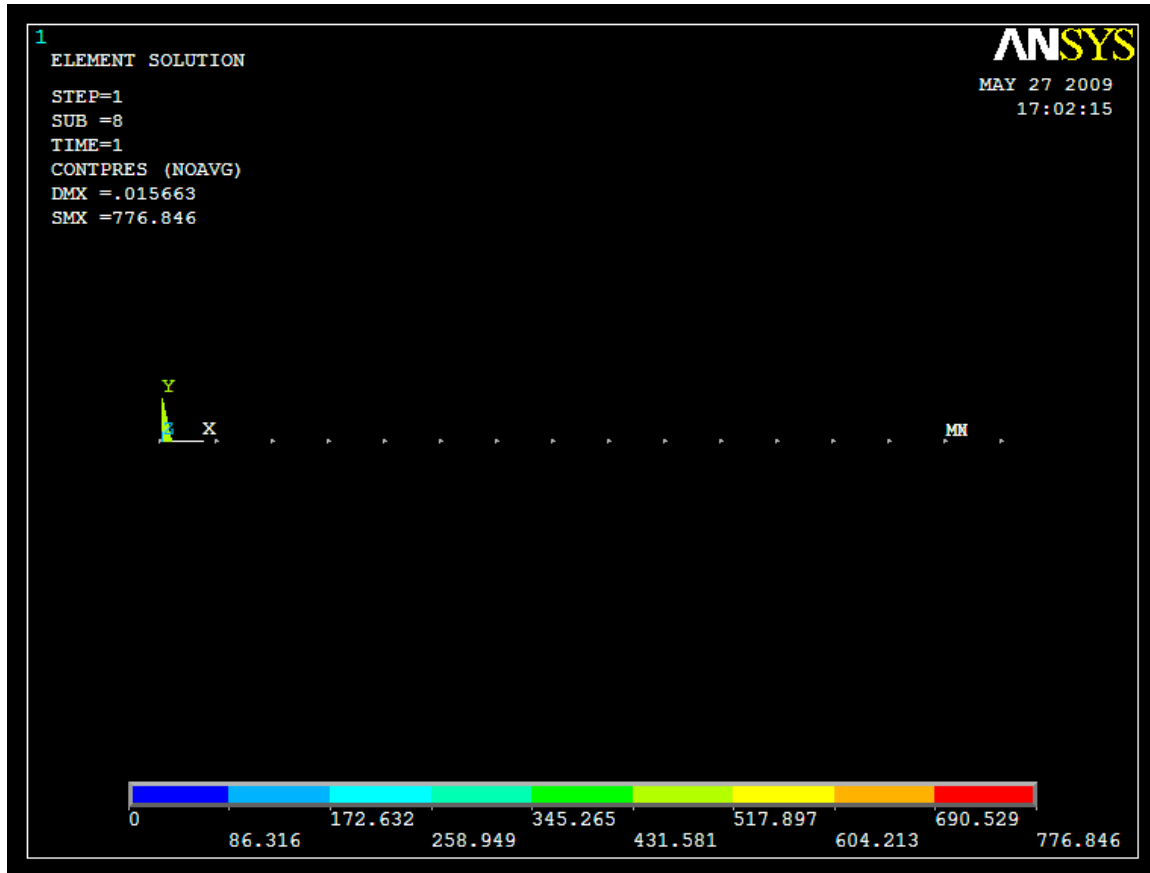 1
ANSYS
ELEMENT SOLUTION
MAY 27 2009
17:02:15
STEP=1
SUB =8
TIME=1
CONTPRES (NOAVG)
DMX =.015663
SMX =776.846
Y
Z X
MN
0 172.632 345.265 517.897 690.529
86.316 258.949 431.581 604.213 776.846